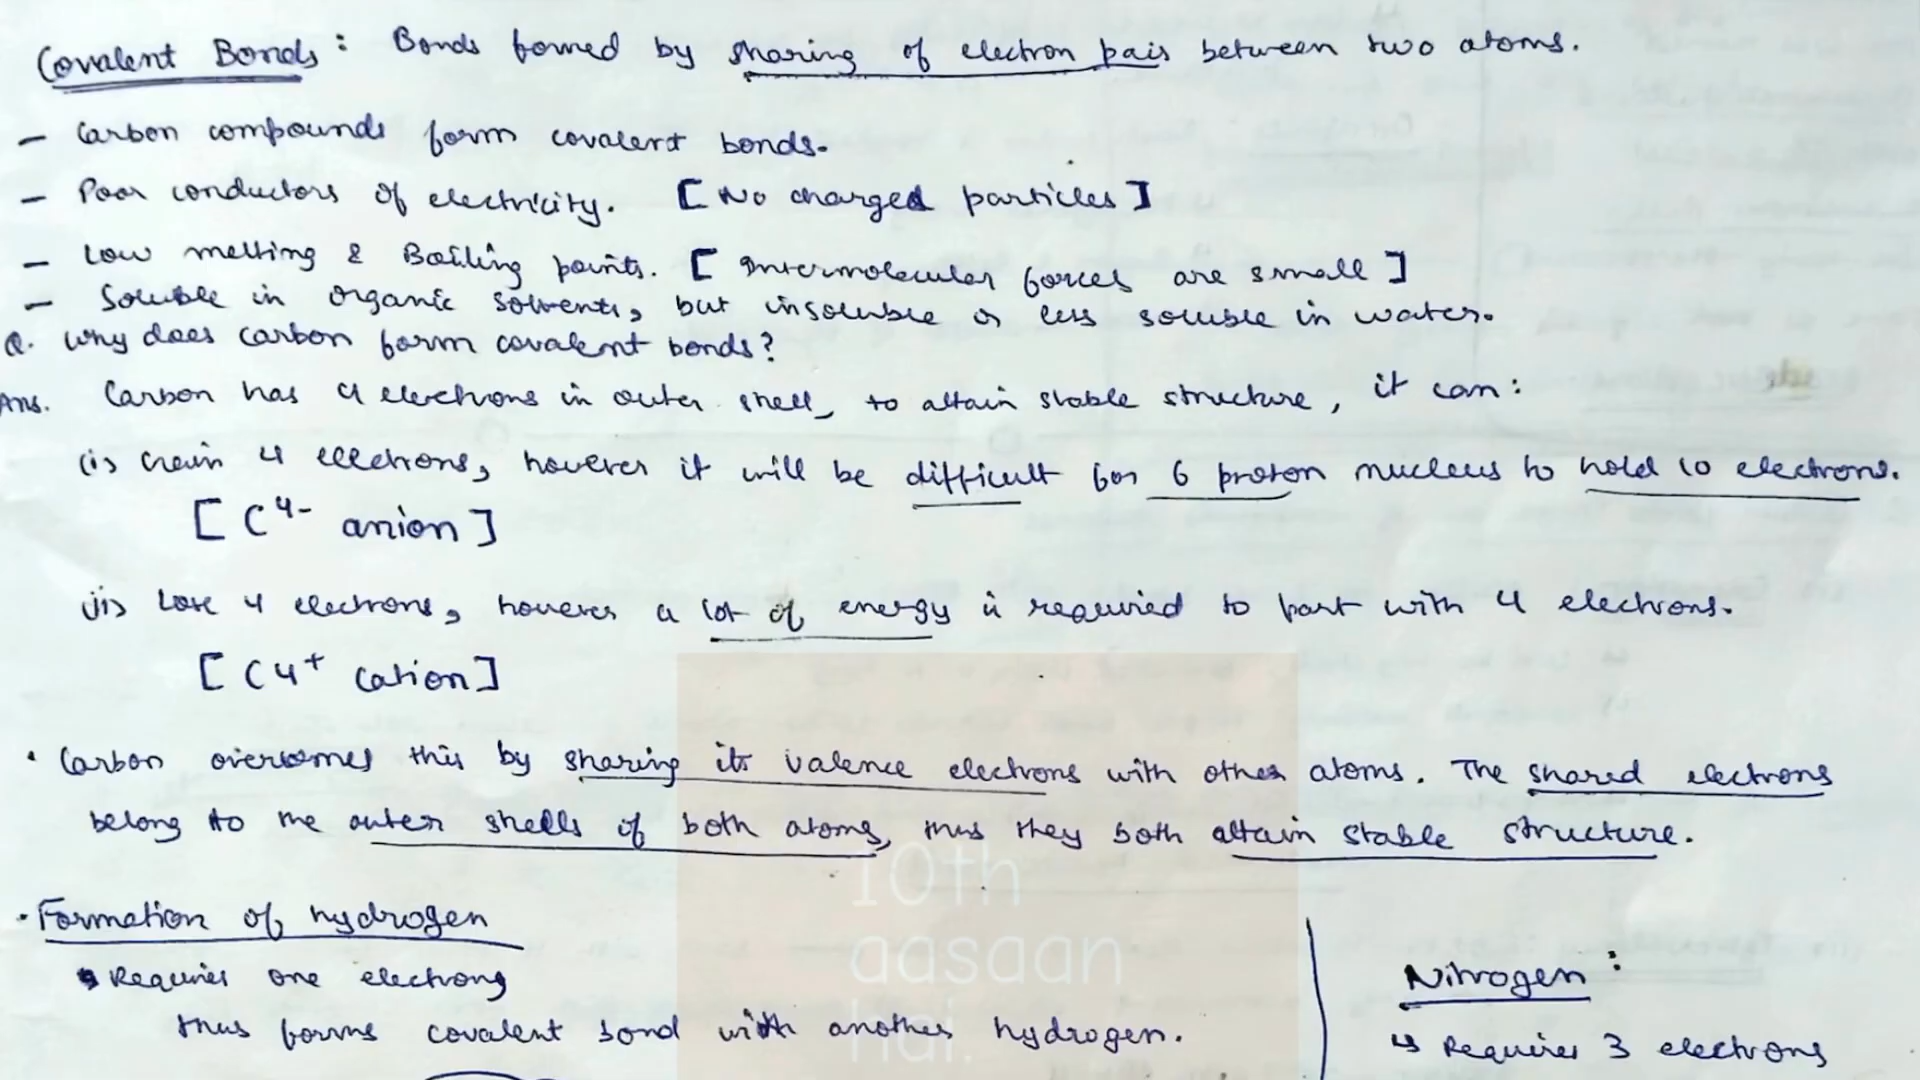 Covalent Bonds: Bonds formed by sharing of electron pais between two atoms.
– Carbon compounds form covalent bonds.
– Poor conductors of electricity. [No charged particles]
– Low melting & Boiling points. [Intermolecular forces are small]
– Soluble in organic solvents, but insoluble or less soluble in water.
Q. Why does carbon form covalent bonds?
Ans. Carbon has 4 electrons in outer shell, to attain stable structure, it can:
(i) Gain 4 electrons, however it will be difficult for 6 proton nucleus to hold 10 electrons.
[C⁴⁻ anion]
(ii) Lose 4 electrons, however a lot of energy is required to part with 4 electrons.
[C⁴⁺ cation]
• Carbon overcomes this by sharing its valence electrons with other atoms. The shared electrons
belong to the outer shells of both atoms, thus they both attain stable structure.
• Formation of hydrogen
Requires one electron,
thus forms covalent bond with another hydrogen.
Nitrogen:
↳ Requires 3 electrons
10th
aasaan
hai.